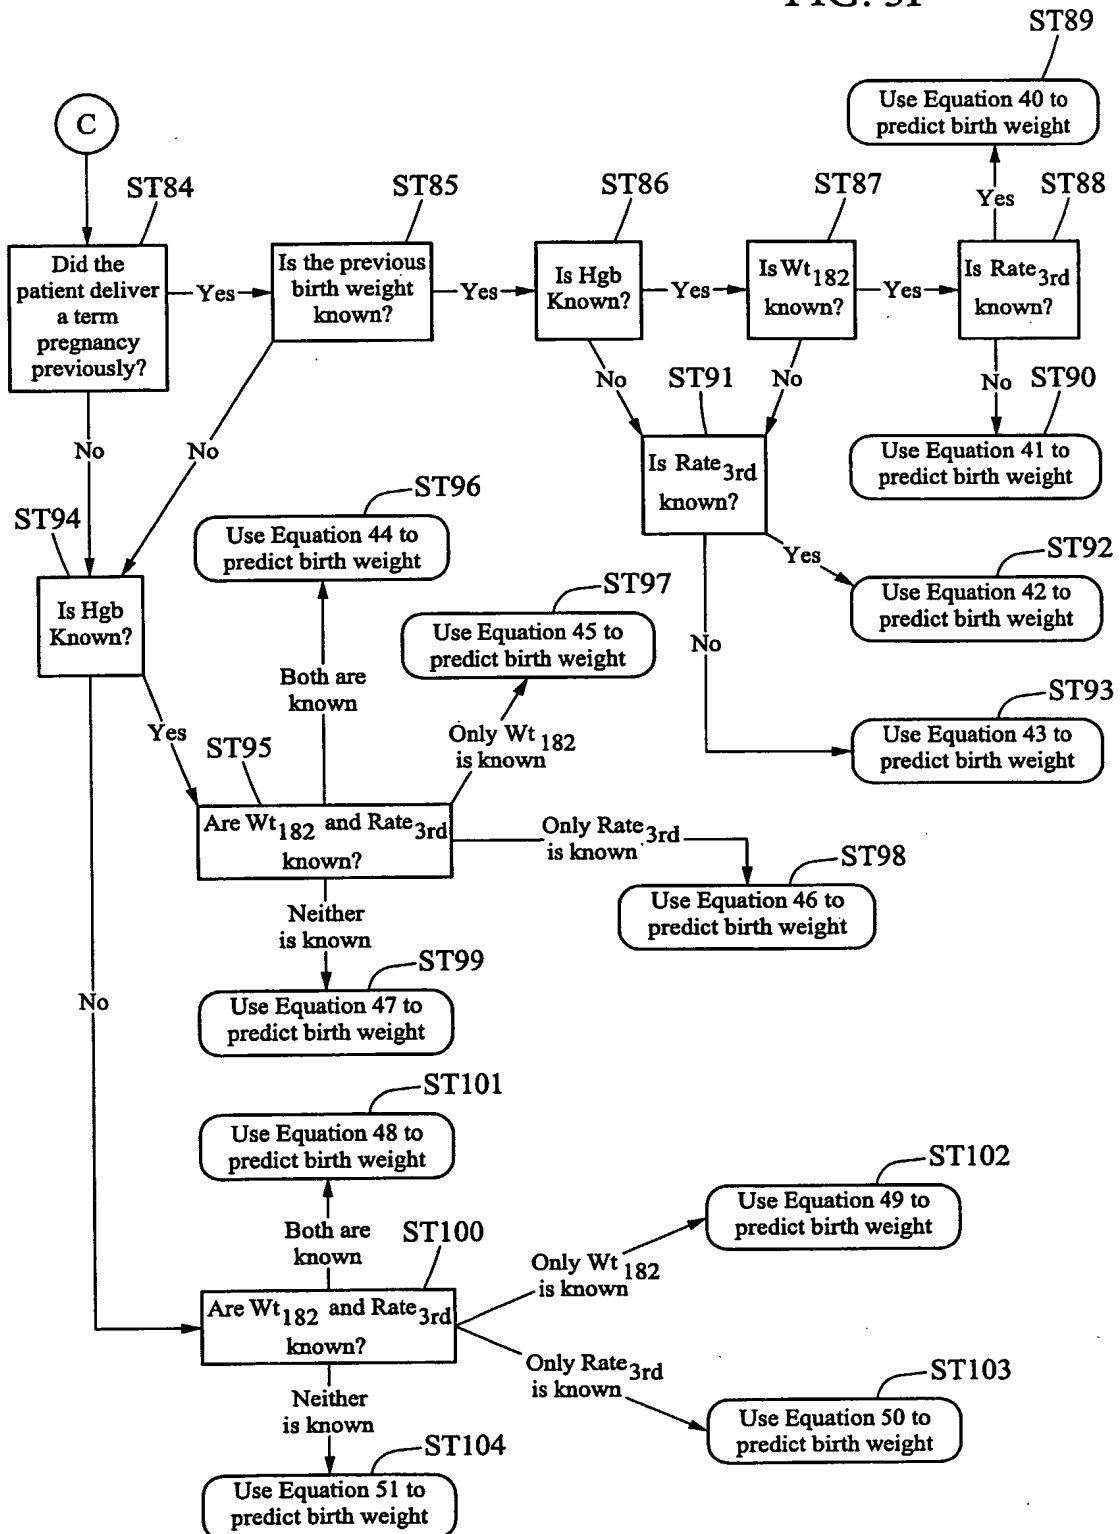 FIG. 5F
ST89
Use Equation 40 to
predict birth weight
C
ST84
ST85
ST86
ST87
Yes
ST88
Did the
patient deliver
a term
pregnancy
previously?
Yes
Is the previous
birth weight
known?
Yes
Is Hgb
Known?
Yes
Is Wt182
known?
Yes
Is Rate3rd
known?
No
ST91
No
No
ST90
No
No
Is Rate3rd
known?
Use Equation 41 to
predict birth weight
ST94
ST96
Use Equation 44 to
predict birth weight
Yes
ST92
Use Equation 42 to
predict birth weight
Is Hgb
Known?
ST97
Use Equation 45 to
predict birth weight
No
Both are
known
ST93
Use Equation 43 to
predict birth weight
Yes
ST95
Only Wt182
is known
Are Wt182 and Rate3rd
known?
Only Rate3rd
is known
ST98
Use Equation 46 to
predict birth weight
Neither
is known
ST99
No
Use Equation 47 to
predict birth weight
ST101
Use Equation 48 to
predict birth weight
ST102
Use Equation 49 to
predict birth weight
Both are
known
ST100
Only Wt182
is known
Are Wt182 and Rate3rd
known?
Only Rate3rd
is known
ST103
Use Equation 50 to
predict birth weight
Neither
is known
ST104
Use Equation 51 to
predict birth weight